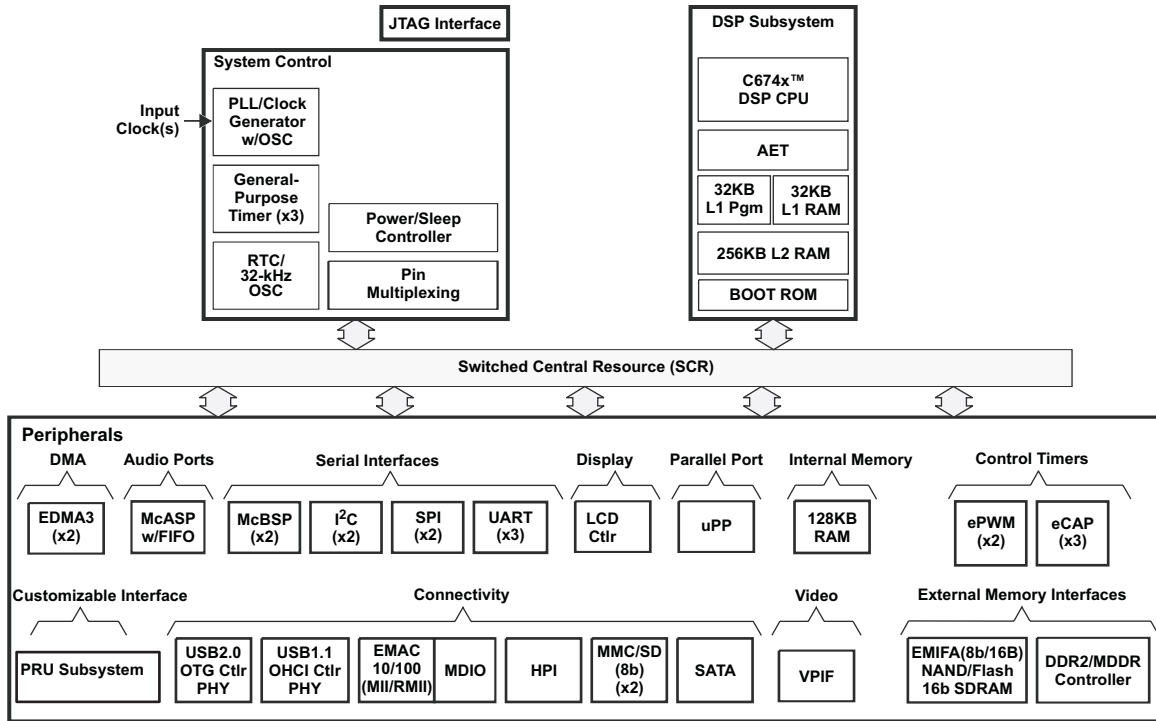 JTAG Interface
System Control
Input
Clock(s)
PLL/Clock
Generator
w/OSC
General-
Purpose
Timer (x3)
RTC/
32-kHz
OSC
Power/Sleep
Controller
Pin
Multiplexing
DSP Subsystem
C674x™
DSP CPU
AET
32KB
L1 Pgm
32KB
L1 RAM
256KB L2 RAM
BOOT ROM
Switched Central Resource (SCR)
Peripherals
DMA
EDMA3
(x2)
Audio Ports
McASP
w/FIFO
Serial Interfaces
McBSP
(x2)
I²C
(x2)
SPI
(x2)
UART
(x3)
Display
LCD
Ctlr
Parallel Port
uPP
Internal Memory
128KB
RAM
Control Timers
ePWM
(x2)
eCAP
(x3)
Customizable Interface
PRU Subsystem
Connectivity
USB2.0
OTG Ctlr
PHY
USB1.1
OHCI Ctlr
PHY
EMAC
10/100
(MII/RMII)
MDIO
HPI
MMC/SD
(8b)
(x2)
SATA
Video
VPIF
External Memory Interfaces
EMIFA(8b/16B)
NAND/Flash
16b SDRAM
DDR2/MDDR
Controller